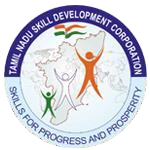 TAMIL NADU SKILL DEVELOPMENT CORPORATION
SKILLS FOR PROGRESS AND PROSPERITY